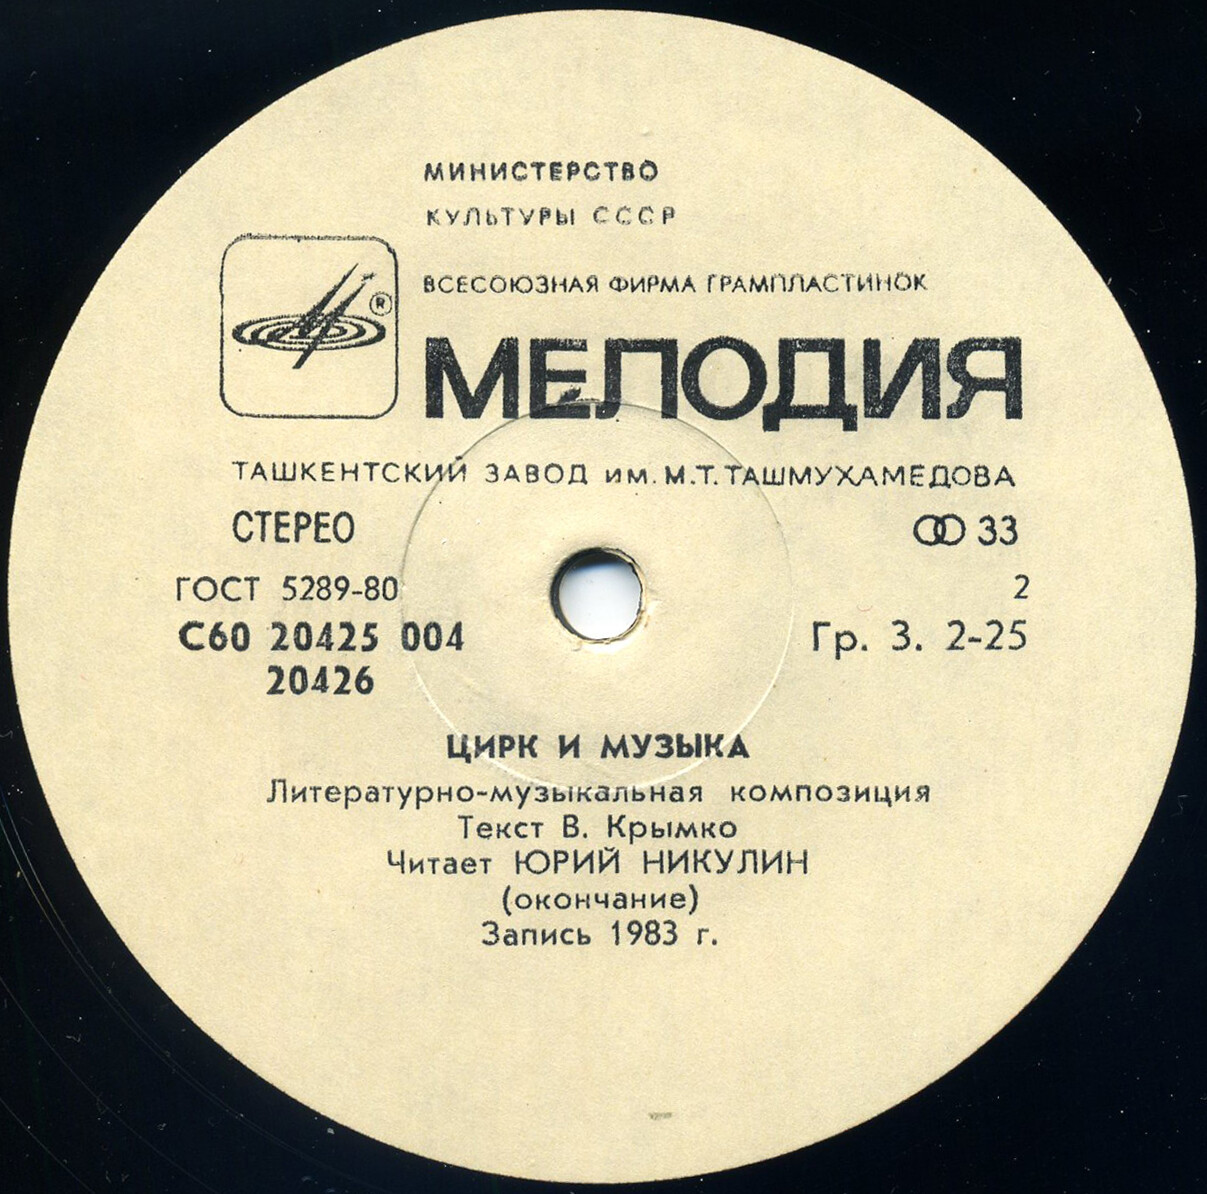 МИНИСТЕРСТВО
КУЛЬТУРЫ СССР
ВСЕСОЮЗНАЯ ФИРМА ГРАМПЛАСТИНОК
®
МЕЛОДИЯ
ТАШКЕНТСКИЙ ЗАВОД им. М.Т. ТАШМУХАМЕДОВА
СТЕРЕО 33
ГОСТ 5289-80 2
С60 20425 004 Гр. 3. 2-25
20426
ЦИРК И МУЗЫКА
Литературно-музыкальная композиция
Текст В. Крымко
Читает ЮРИЙ НИКУЛИН
(окончание)
Запись 1983 г.